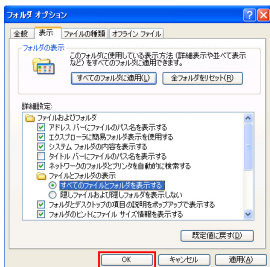 フォルダ オプション
全般 表示 ファイルの種類 オフライン ファイル
フォルダの表示
このフォルダに使用している表示方法 (詳細表示や並べて表示
など) をすべてのフォルダに適用できます。
すべてのフォルダに適用(L) 全フォルダをリセット(R)
詳細設定:
ファイルおよびフォルダ
アドレス バーにファイルのパス名を表示する
エクスプローラに簡易フォルダ表示を使用する
システム フォルダの内容を表示する
タイトル バーにファイルのパス名を表示する
ネットワークのフォルダとプリンタを自動的に検索する
ファイルとフォルダの表示
すべてのファイルとフォルダを表示する
隠しファイルおよび隠しフォルダを表示しない
フォルダとデスクトップの項目の説明をポップアップで表示する
フォルダのヒントにファイル サイズ情報を表示する
既定値に戻す(D)
OK キャンセル 適用(A)